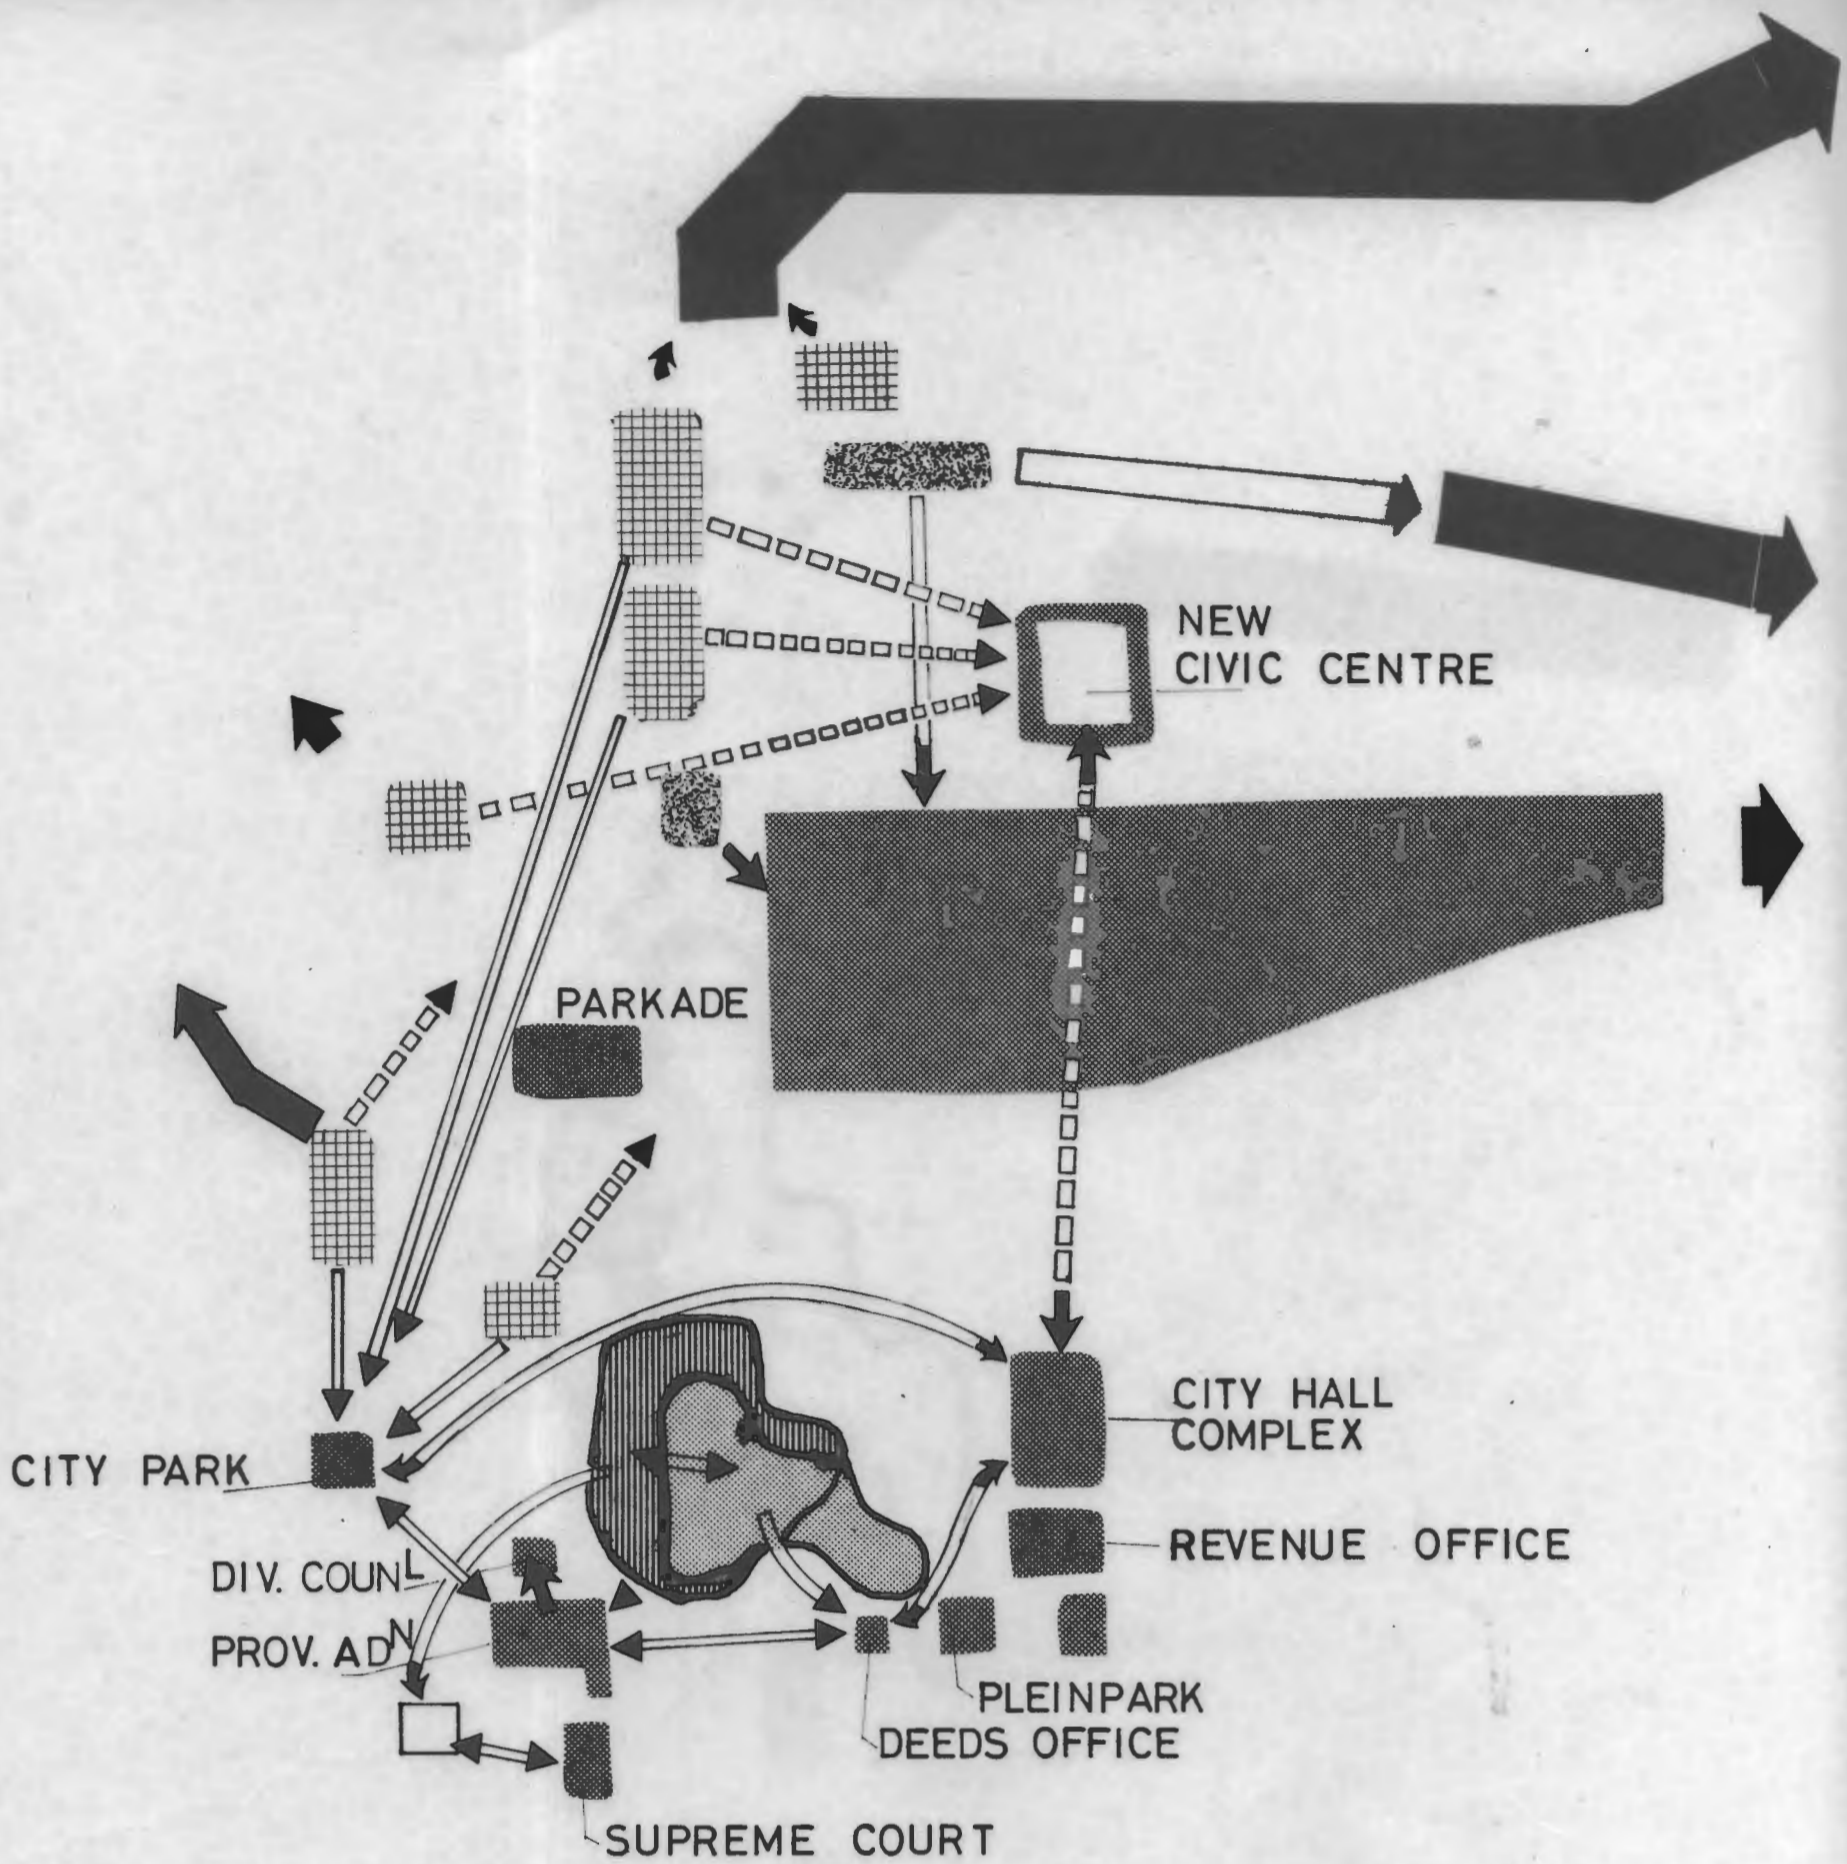 NEW
CIVIC CENTRE
PARKADE
CITY HALL
COMPLEX
CITY PARK
REVENUE OFFICE
DIV. COUNL
PROV. ADN
PLEINPARK
DEEDS OFFICE
SUPREME COURT